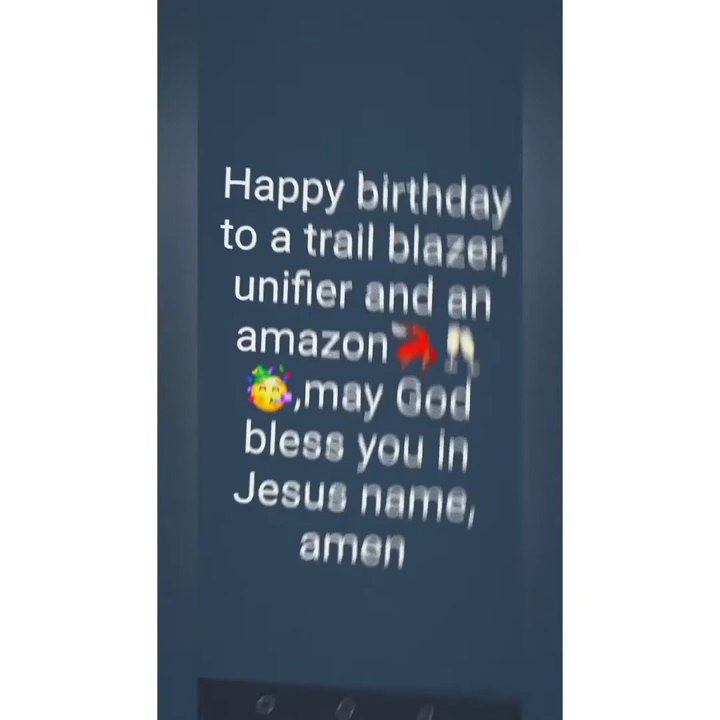 Happy birthday
to a trail blazer,
unifier and an
amazon💃🥂
🥳,may God
bless you in
Jesus name,
amen